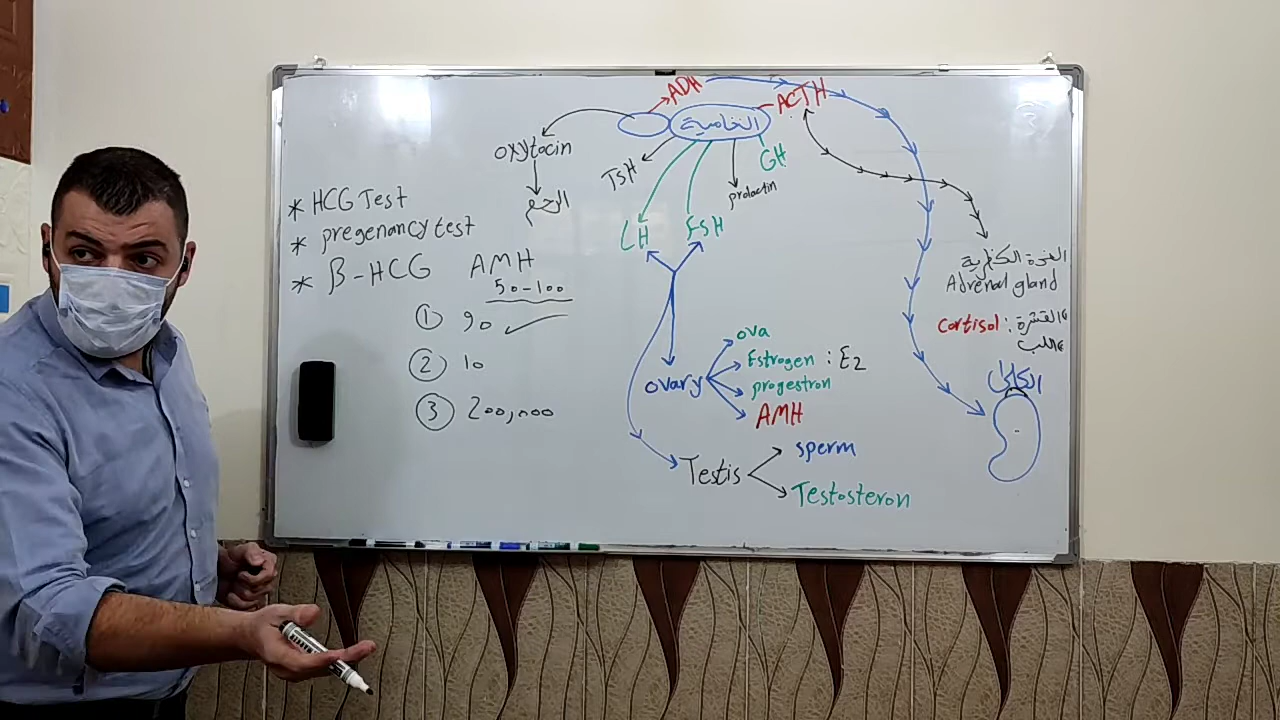 ADH
ACTH
النخامية
oxytocin
TSH
GH
prolactin
الرحم
LH
FSH
* HCG Test
* pregenancy test
* β-HCG AMH
50-100
① 90
② 10
③ 200,000
الغدة الكظرية
Adrenal gland
Cortisol : القشرة
اللب
الكلى
ova
Estrogen : E2
ovary
progestron
AMH
sperm
Testis
Testosteron